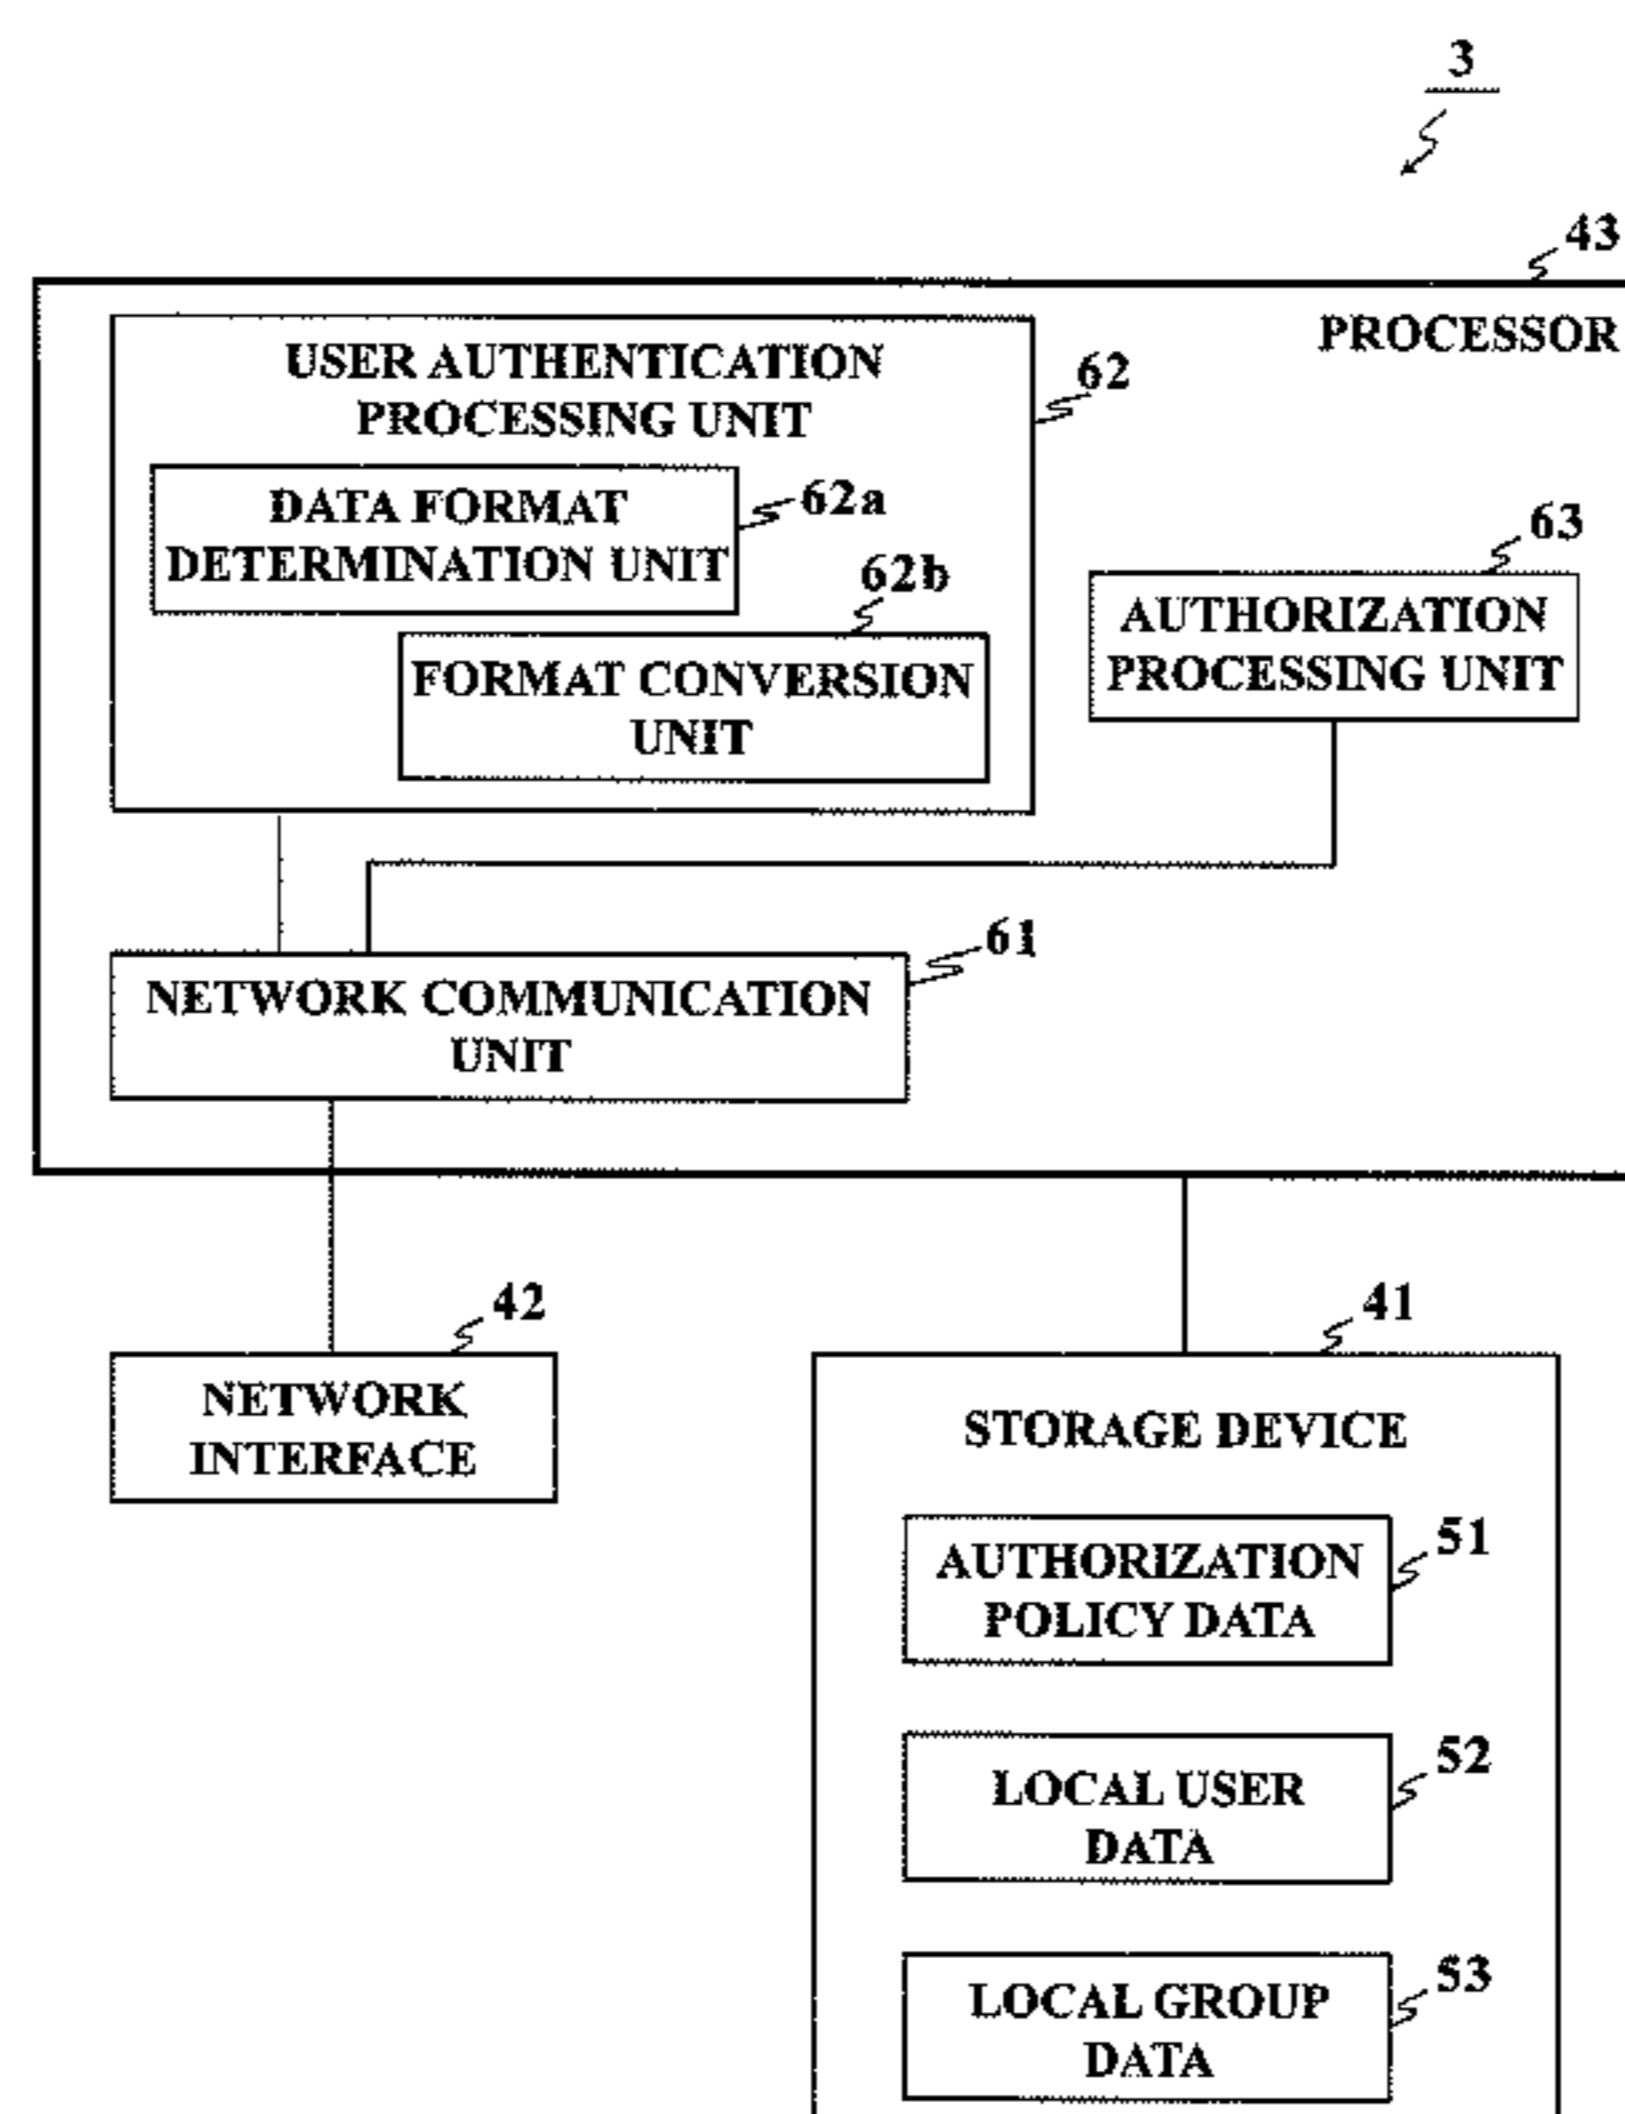 3
43
PROCESSOR
USER AUTHENTICATION
PROCESSING UNIT
62
DATA FORMAT
DETERMINATION UNIT
62a
62b
FORMAT CONVERSION
UNIT
63
AUTHORIZATION
PROCESSING UNIT
61
NETWORK COMMUNICATION
UNIT
42
NETWORK
INTERFACE
41
STORAGE DEVICE
51
AUTHORIZATION
POLICY DATA
52
LOCAL USER
DATA
53
LOCAL GROUP
DATA